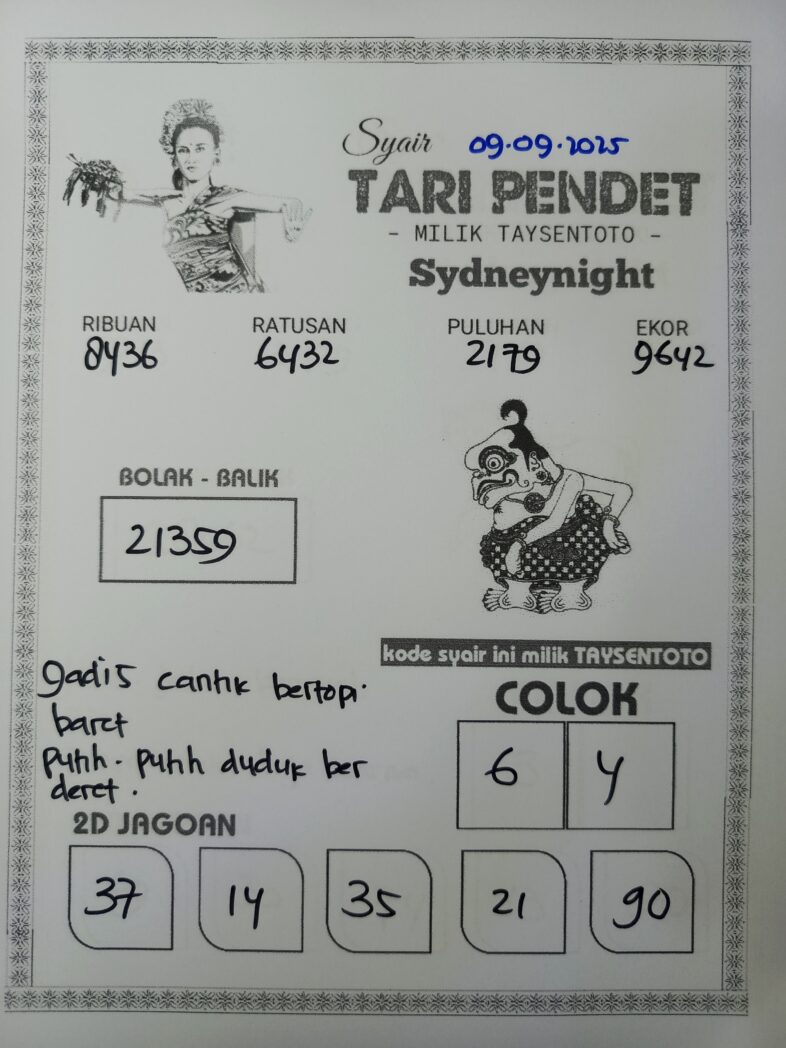 Syair 09.09.2025
TARI PENDET
- MILIK TAYSENTOTO -
Sydneynight
RIBUAN RATUSAN PULUHAN EKOR
8436 6432 2179 9642
BOLAK - BALIK
21359
kode syair ini milik TAYSENTOTO
gadis cantik bertopi
baret
putih. putih duduk ber
deret.
COLOK
6 4
2D JAGOAN
37 14 35 21 90